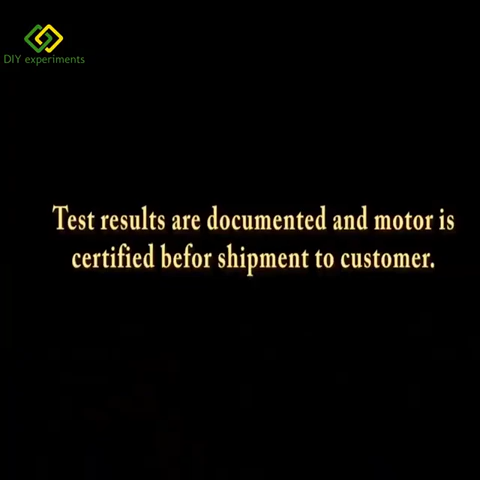 DIY experiments
Test results are documented and motor is
certified befor shipment to customer.